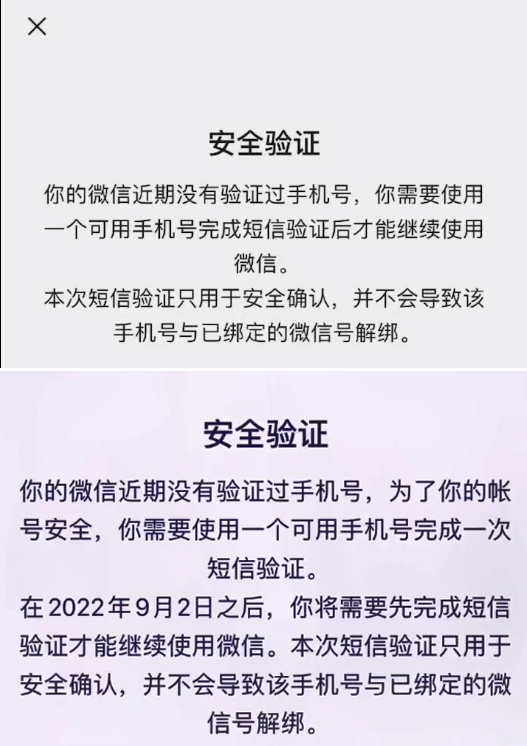 安全验证
你的微信近期没有验证过手机号，你需要使用
一个可用手机号完成短信验证后才能继续使用
微信。
本次短信验证只用于安全确认，并不会导致该
手机号与已绑定的微信号解绑。
安全验证
你的微信近期没有验证过手机号，为了你的帐
号安全，你需要使用一个可用手机号完成一次
短信验证。
在2022年9月2日之后，你将需要先完成短信
验证才能继续使用微信。本次短信验证只用于
安全确认，并不会导致该手机号与已绑定的微
信号解绑。